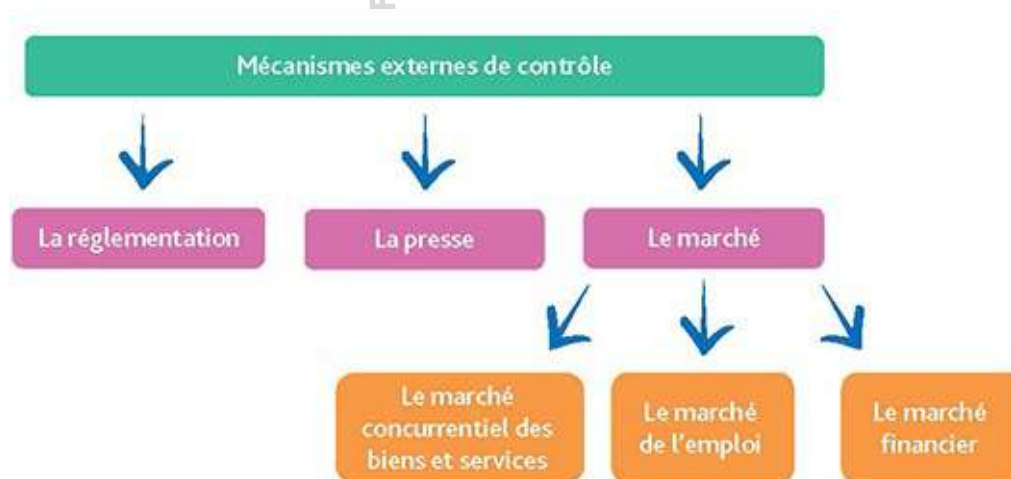 Mécanismes externes de contrôle
La réglementation
La presse
Le marché
Le marché
concurrentiel des
biens et services
Le marché
de l'emploi
Le marché
financier